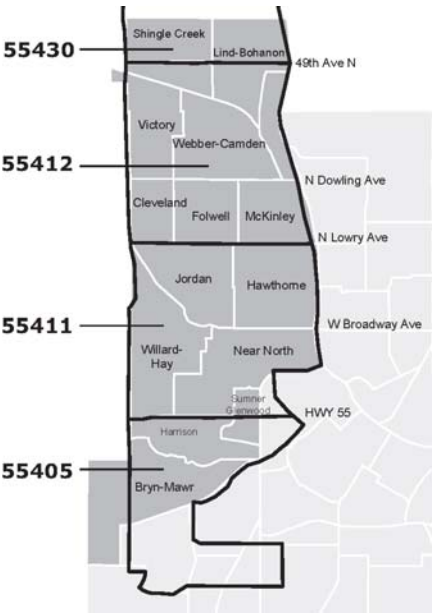 Shingle Creek
55430
Lind-Bohanon
49th Ave N
Victory
Webber-Camden
55412
N Dowling Ave
Cleveland
Folwell
McKinley
N Lowry Ave
Jordan
Hawthorne
55411
W Broadway Ave
Willard-
Hay
Near North
Sumner
Glenwood
HWY 55
Harrison
55405
Bryn-Mawr